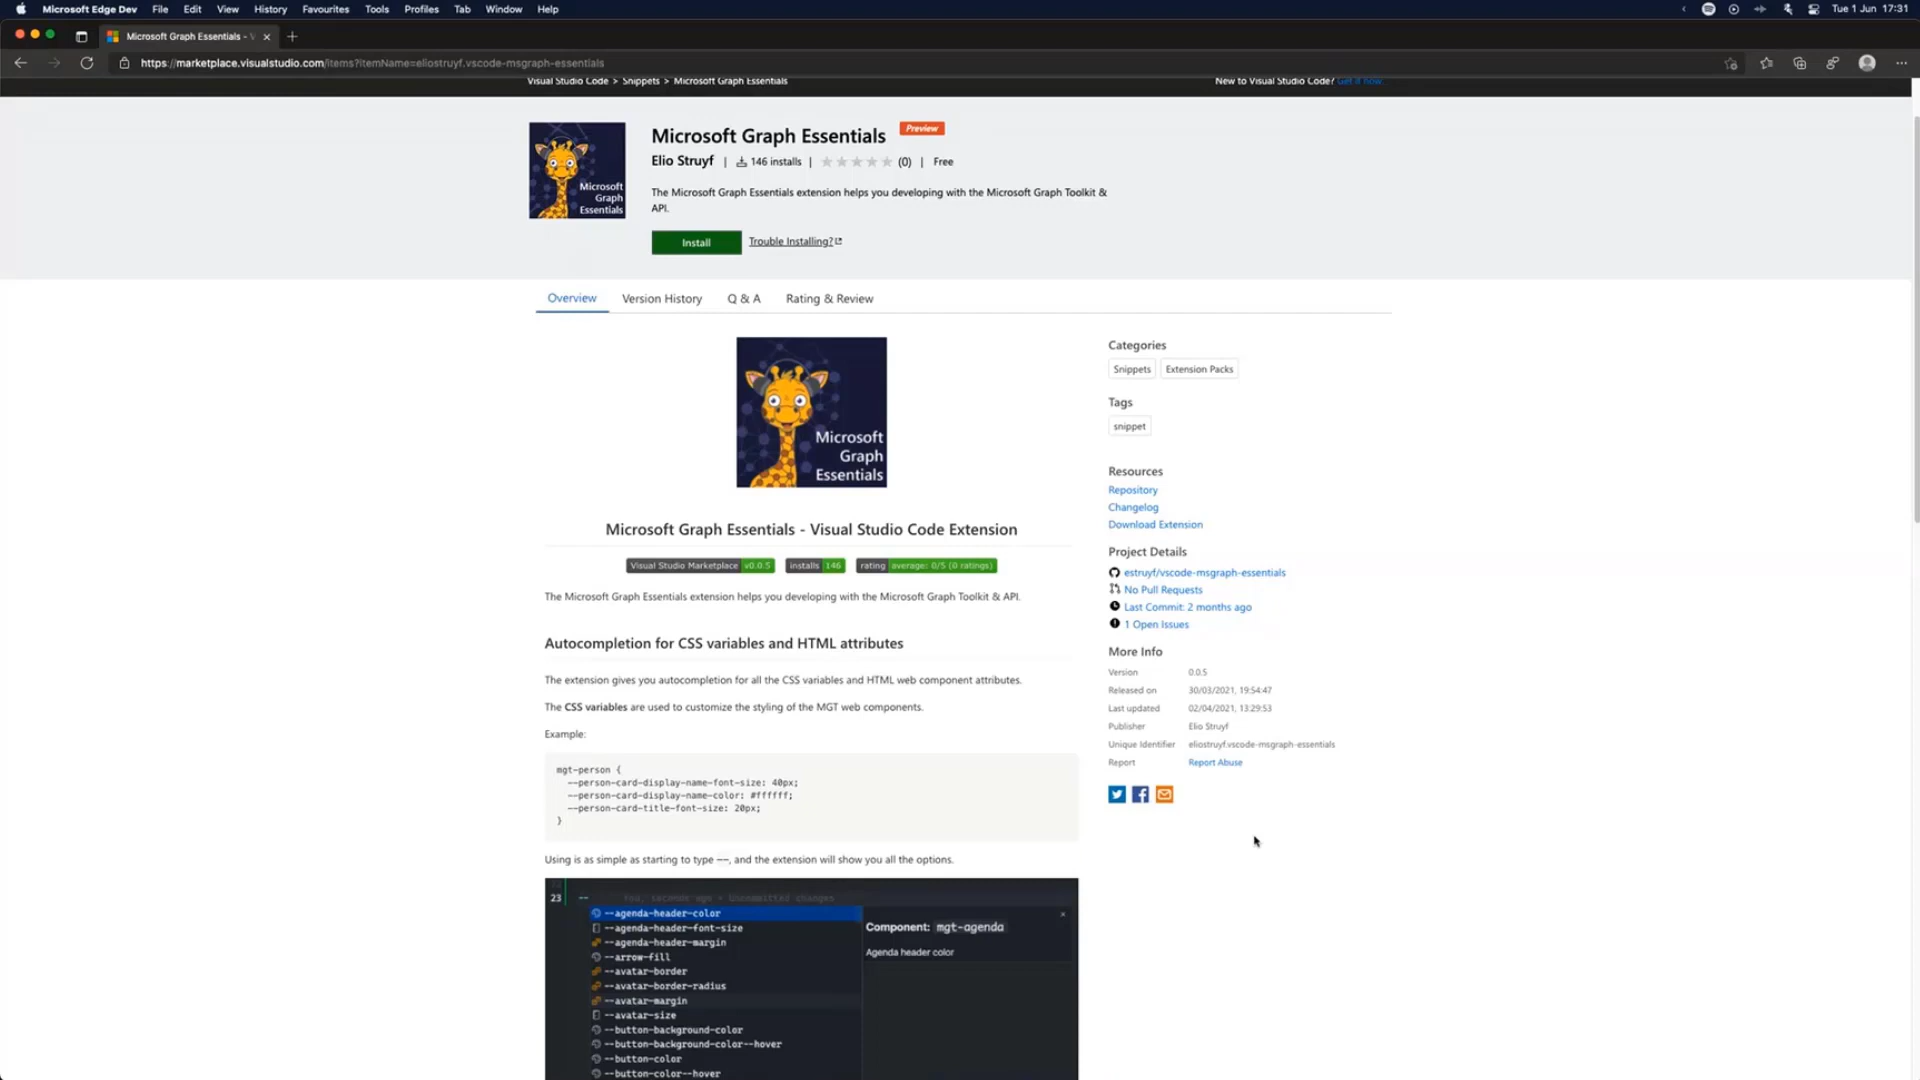 Microsoft Edge Dev File Edit View History Favourites Tools Profiles Tab Window Help
Tue 1 Jun 17:31
Microsoft Graph Essentials -
https://marketplace.visualstudio.com/items?itemName=eliostruyf.vscode-msgraph-essentials
Visual Studio Code > Snippets > Microsoft Graph Essentials
New to Visual Studio Code? Get it now.
Microsoft
Graph
Essentials
Microsoft Graph Essentials Preview
Elio Struyf | 146 installs | (0) | Free
The Microsoft Graph Essentials extension helps you developing with the Microsoft Graph Toolkit &
API.
Install Trouble Installing?
Overview Version History Q & A Rating & Review
Microsoft
Graph
Essentials
Microsoft Graph Essentials - Visual Studio Code Extension
Visual Studio Marketplace v0.0.5 installs 146 rating average: 0/5 (0 ratings)
The Microsoft Graph Essentials extension helps you developing with the Microsoft Graph Toolkit & API.
Autocompletion for CSS variables and HTML attributes
The extension gives you autocompletion for all the CSS variables and HTML web component attributes.
The CSS variables are used to customize the styling of the MGT web components.
Example:
mgt-person {
--person-card-display-name-font-size: 40px;
--person-card-display-name-color: #ffffff;
--person-card-title-font-size: 20px;
}
Using is as simple as starting to type --, and the extension will show you all the options.
23 -- You, seconds ago • Uncommitted changes
--agenda-header-color
--agenda-header-font-size
--agenda-header-margin
--arrow-fill
--avatar-border
--avatar-border-radius
--avatar-margin
--avatar-size
--button-background-color
--button-background-color--hover
--button-color
--button-color--hover
Component: mgt-agenda
Agenda header color
Categories
Snippets Extension Packs
Tags
snippet
Resources
Repository
Changelog
Download Extension
Project Details
estruyf/vscode-msgraph-essentials
No Pull Requests
Last Commit: 2 months ago
1 Open Issues
More Info
Version 0.0.5
Released on 30/03/2021, 19:54:47
Last updated 02/04/2021, 13:29:53
Publisher Elio Struyf
Unique Identifier eliostruyf.vscode-msgraph-essentials
Report Report Abuse